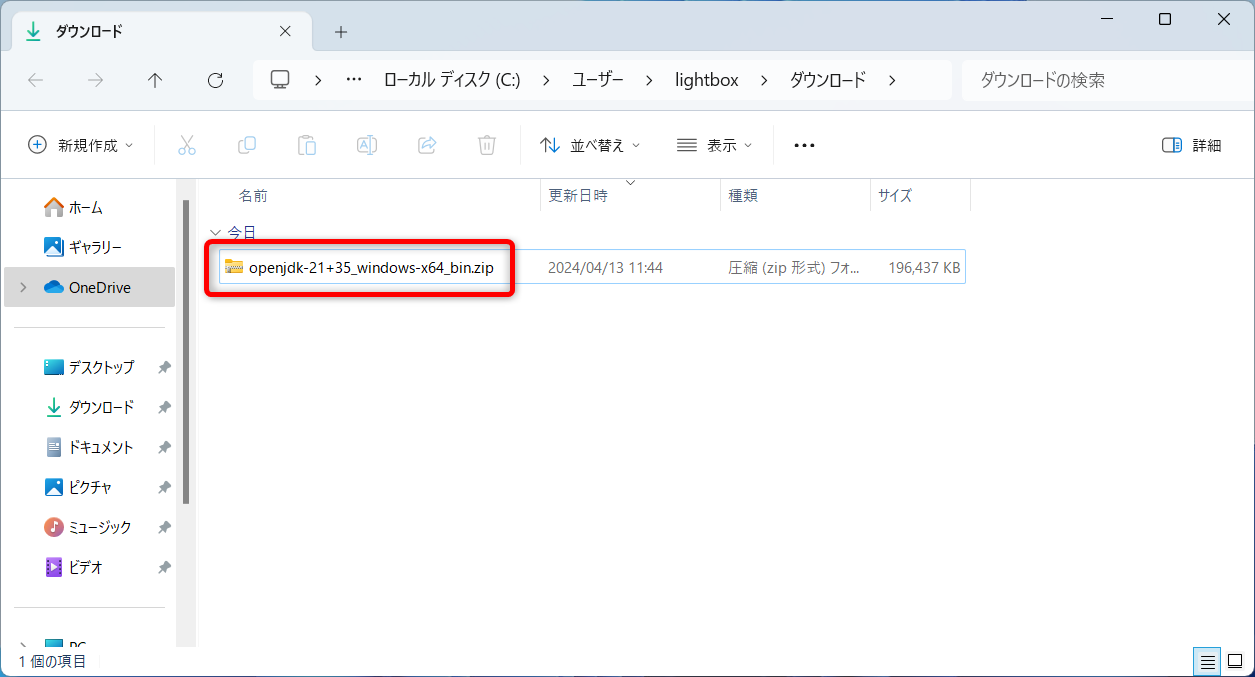 ダウンロード
ローカル ディスク (C:) ユーザー lightbox ダウンロード ダウンロードの検索
新規作成 並べ替え 表示 詳細
ホーム
ギャラリー
OneDrive
デスクトップ
ダウンロード
ドキュメント
ピクチャ
ミュージック
ビデオ
PC
名前 更新日時 種類 サイズ
今日
openjdk-21+35_windows-x64_bin.zip 2024/04/13 11:44 圧縮 (zip 形式) フォ... 196,437 KB
1 個の項目